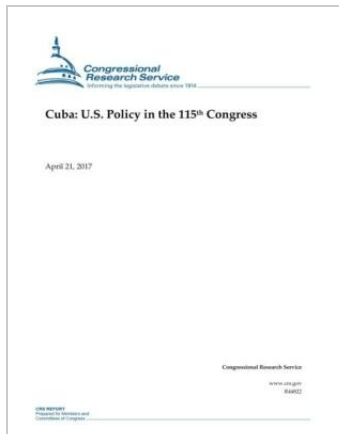 Congressional
Research Service
Informing the legislative debate since 1914
Cuba: U.S. Policy in the 115th Congress
April 21, 2017
Congressional Research Service
www.crs.gov
R44822
CRS REPORT
Prepared for Members and
Committees of Congress